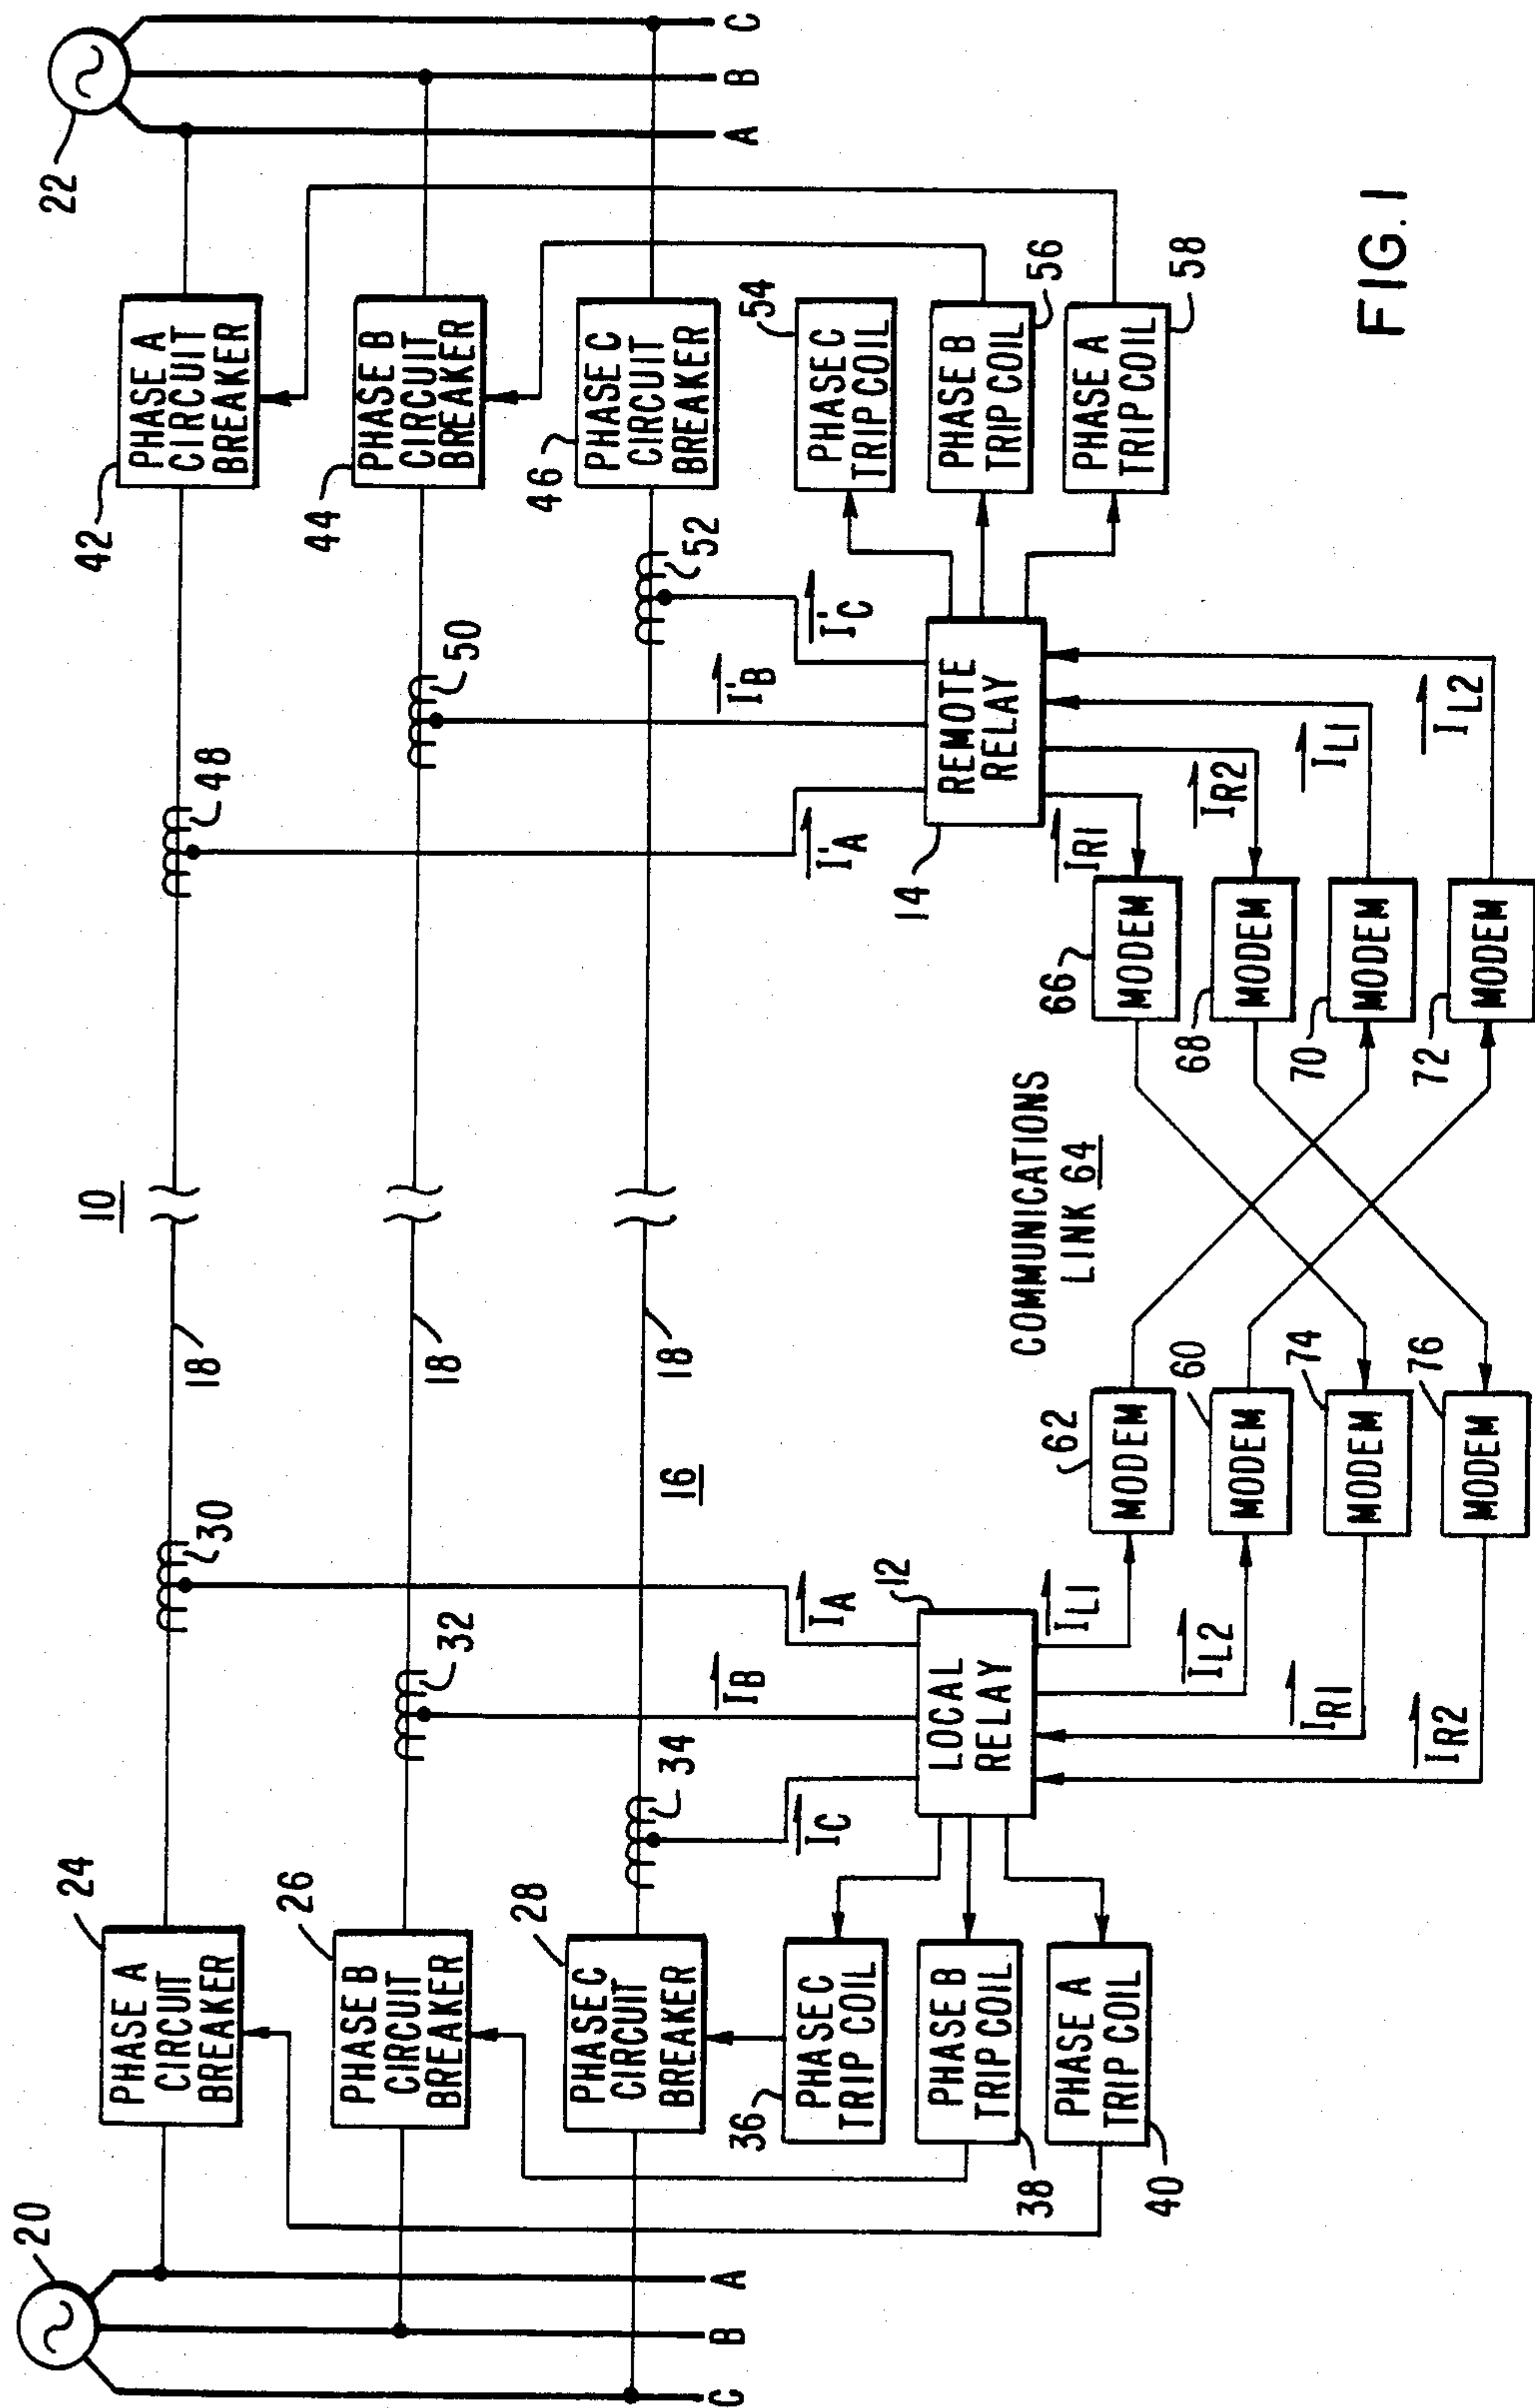 20
22
24
PHASE A
CIRCUIT
BREAKER
10
42
PHASE A
CIRCUIT
BREAKER
30
18
48
26
PHASE B
CIRCUIT
BREAKER
32
18
50
44
PHASE B
CIRCUIT
BREAKER
28
PHASE C
CIRCUIT
BREAKER
34
16
18
52
46
PHASE C
CIRCUIT
BREAKER
A
B
C
A
B
C
IC
IB
IA
I'A
I'B
I'C
36
PHASE C
TRIP COIL
38
PHASE B
TRIP COIL
40
PHASE A
TRIP COIL
12
LOCAL
RELAY
14
REMOTE
RELAY
54
PHASE C
TRIP COIL
56
PHASE B
TRIP COIL
58
PHASE A
TRIP COIL
COMMUNICATIONS
LINK 64
IL1
IL2
IR1
IR2
62
MODEM
60
MODEM
74
MODEM
76
MODEM
66
MODEM
68
MODEM
70
MODEM
72
MODEM
IR1
IR2
IL1
IL2
FIG. 1